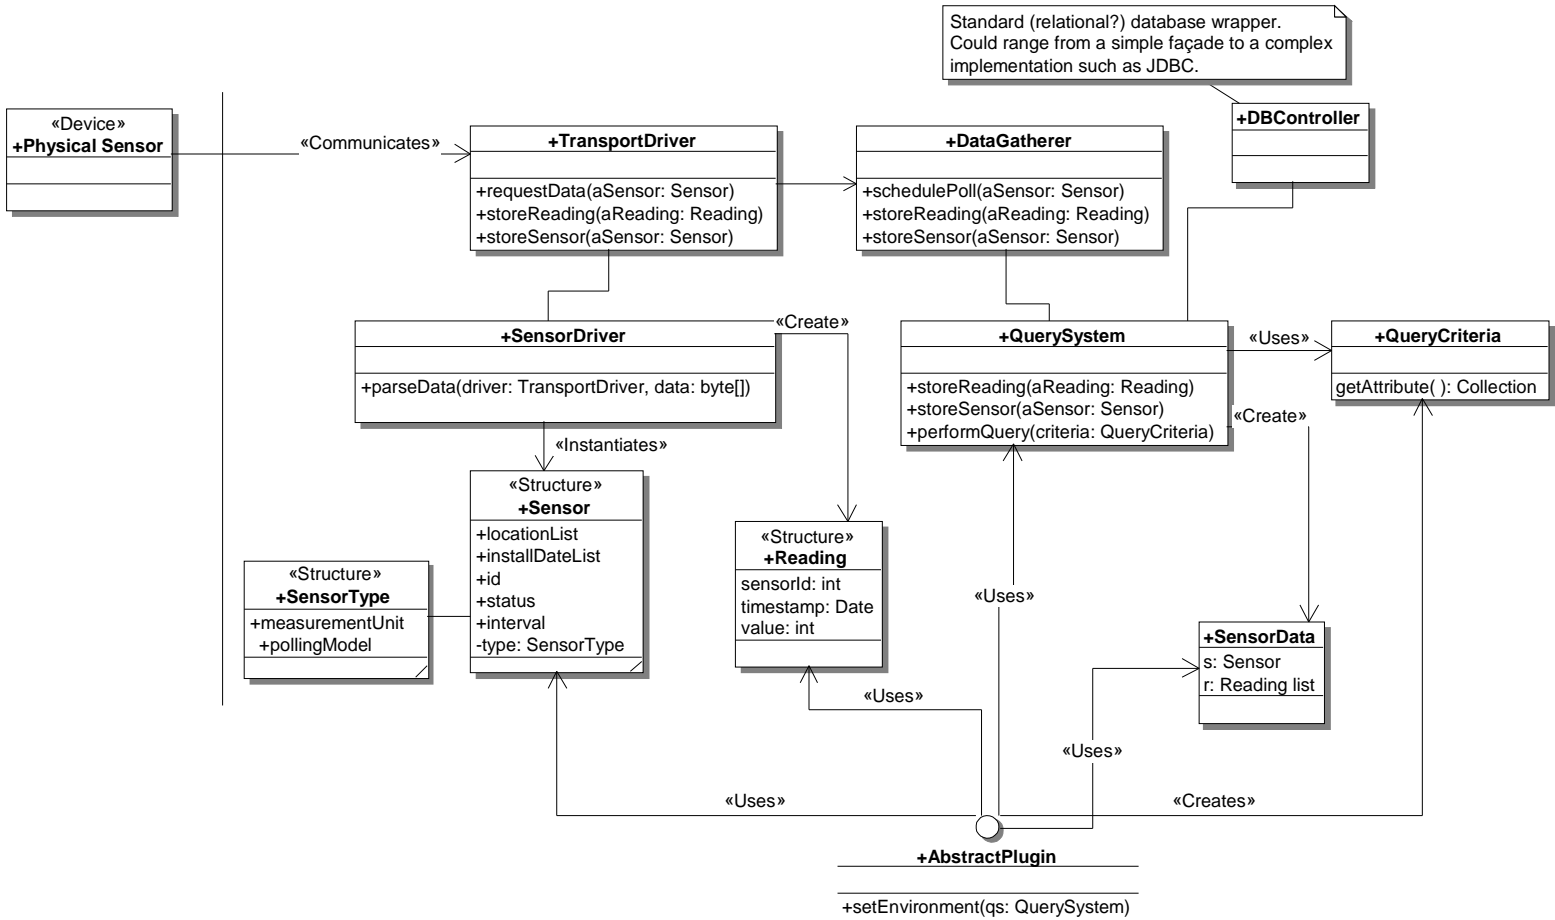 Standard (relational?) database wrapper.
Could range from a simple façade to a complex
implementation such as JDBC.
«Device»
+Physical Sensor
«Communicates»
+TransportDriver
+requestData(aSensor: Sensor)
+storeReading(aReading: Reading)
+storeSensor(aSensor: Sensor)
+DataGatherer
+schedulePoll(aSensor: Sensor)
+storeReading(aReading: Reading)
+storeSensor(aSensor: Sensor)
+DBController
+SensorDriver
+parseData(driver: TransportDriver, data: byte[])
«Create»
+QuerySystem
+storeReading(aReading: Reading)
+storeSensor(aSensor: Sensor)
+performQuery(criteria: QueryCriteria)
«Uses»
+QueryCriteria
getAttribute( ): Collection
«Create»
«Instantiates»
«Structure»
+Sensor
+locationList
+installDateList
+id
+status
+interval
-type: SensorType
«Structure»
+SensorType
+measurementUnit
+pollingModel
«Structure»
+Reading
sensorId: int
timestamp: Date
value: int
«Uses»
+SensorData
s: Sensor
r: Reading list
«Uses»
«Uses»
«Uses»
«Creates»
+AbstractPlugin
+setEnvironment(qs: QuerySystem)